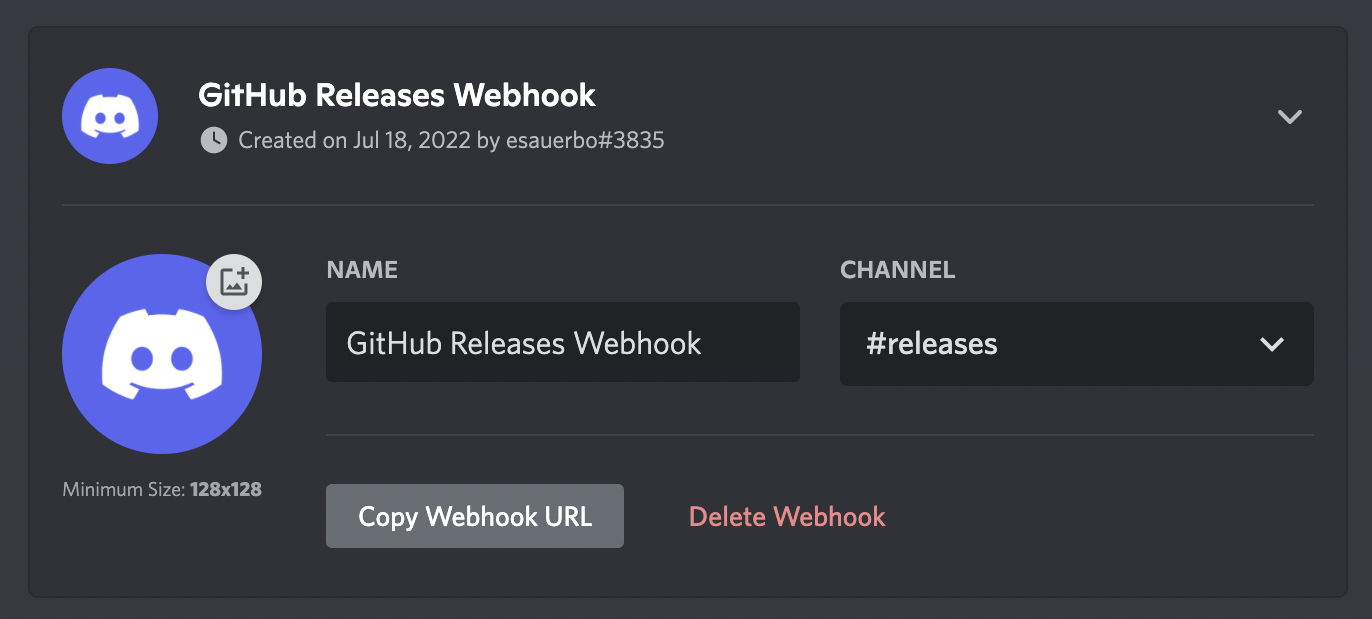 GitHub Releases Webhook
Created on Jul 18, 2022 by esauerbo#3835
NAME
CHANNEL
GitHub Releases Webhook
#releases
Minimum Size: 128x128
Copy Webhook URL
Delete Webhook